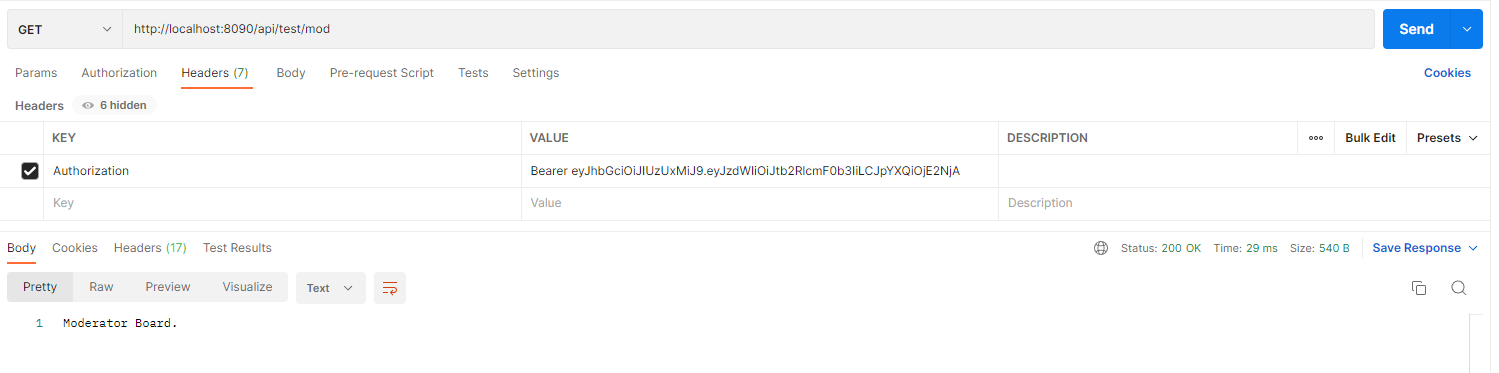 GET http://localhost:8090/api/test/mod Send
Params Authorization Headers (7) Body Pre-request Script Tests Settings Cookies
Headers 6 hidden
KEY VALUE DESCRIPTION ooo Bulk Edit Presets
Authorization Bearer eyJhbGciOiJIUzUxMiJ9.eyJzdWIiOiJtb2RlcmF0b3IiLCJpYXQiOjE2NjA
Key Value Description
Body Cookies Headers (17) Test Results Status: 200 OK Time: 29 ms Size: 540 B Save Response
Pretty Raw Preview Visualize Text
1 Moderator Board.